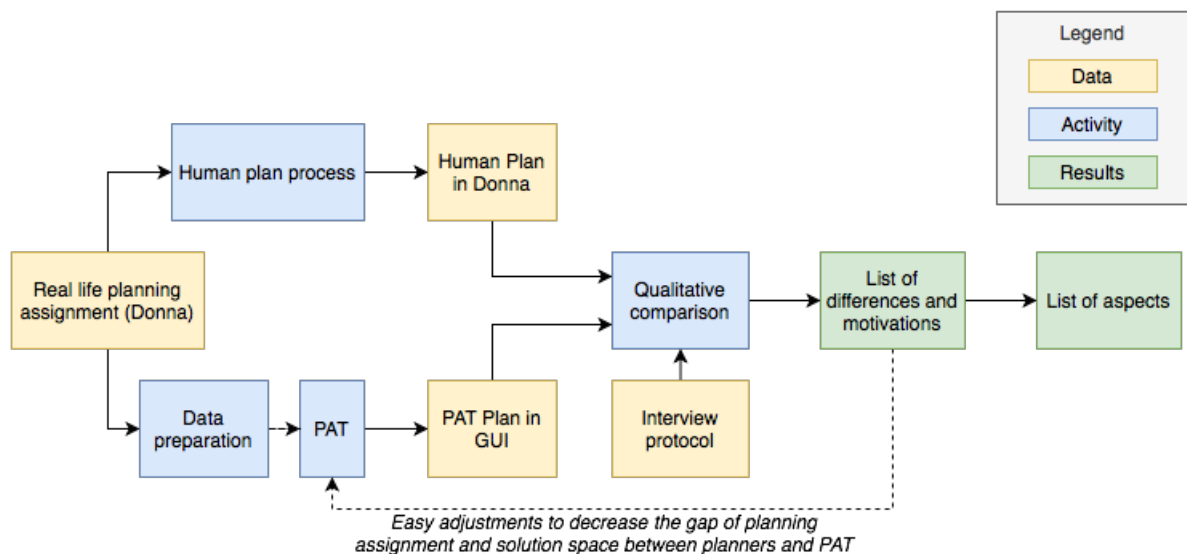 Legend
Data
Activity
Results
Human plan process
Human Plan
in Donna
Real life planning
assignment (Donna)
Qualitative
comparison
List of
differences and
motivations
List of aspects
Data
preparation
PAT
PAT Plan in
GUI
Interview
protocol
Easy adjustments to decrease the gap of planning
assignment and solution space between planners and PAT